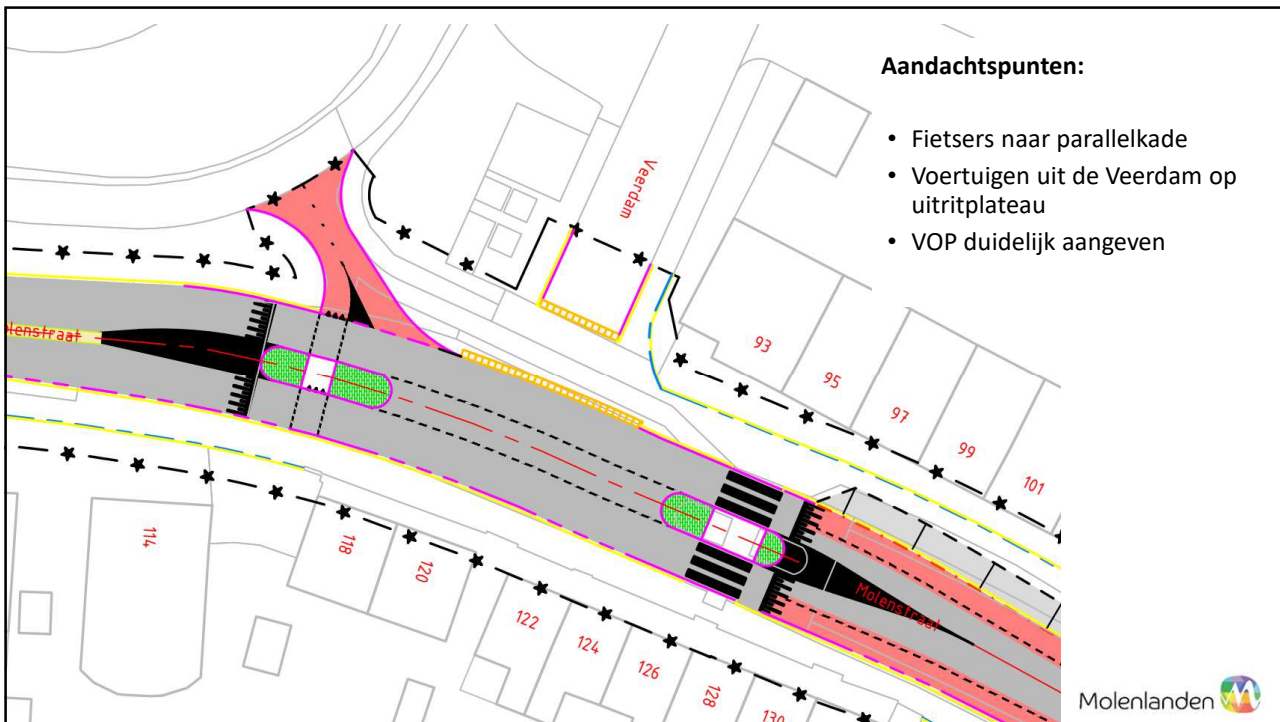 Aandachtspunten:
• Fietsers naar parallelkade
• Voertuigen uit de Veerdam op
uitritplateau
• VOP duidelijk aangeven
Veerdam
olenstraat
93
95
97
99
101
114
118
120
122
124
126
128
130
Molenstraat
Molenlanden